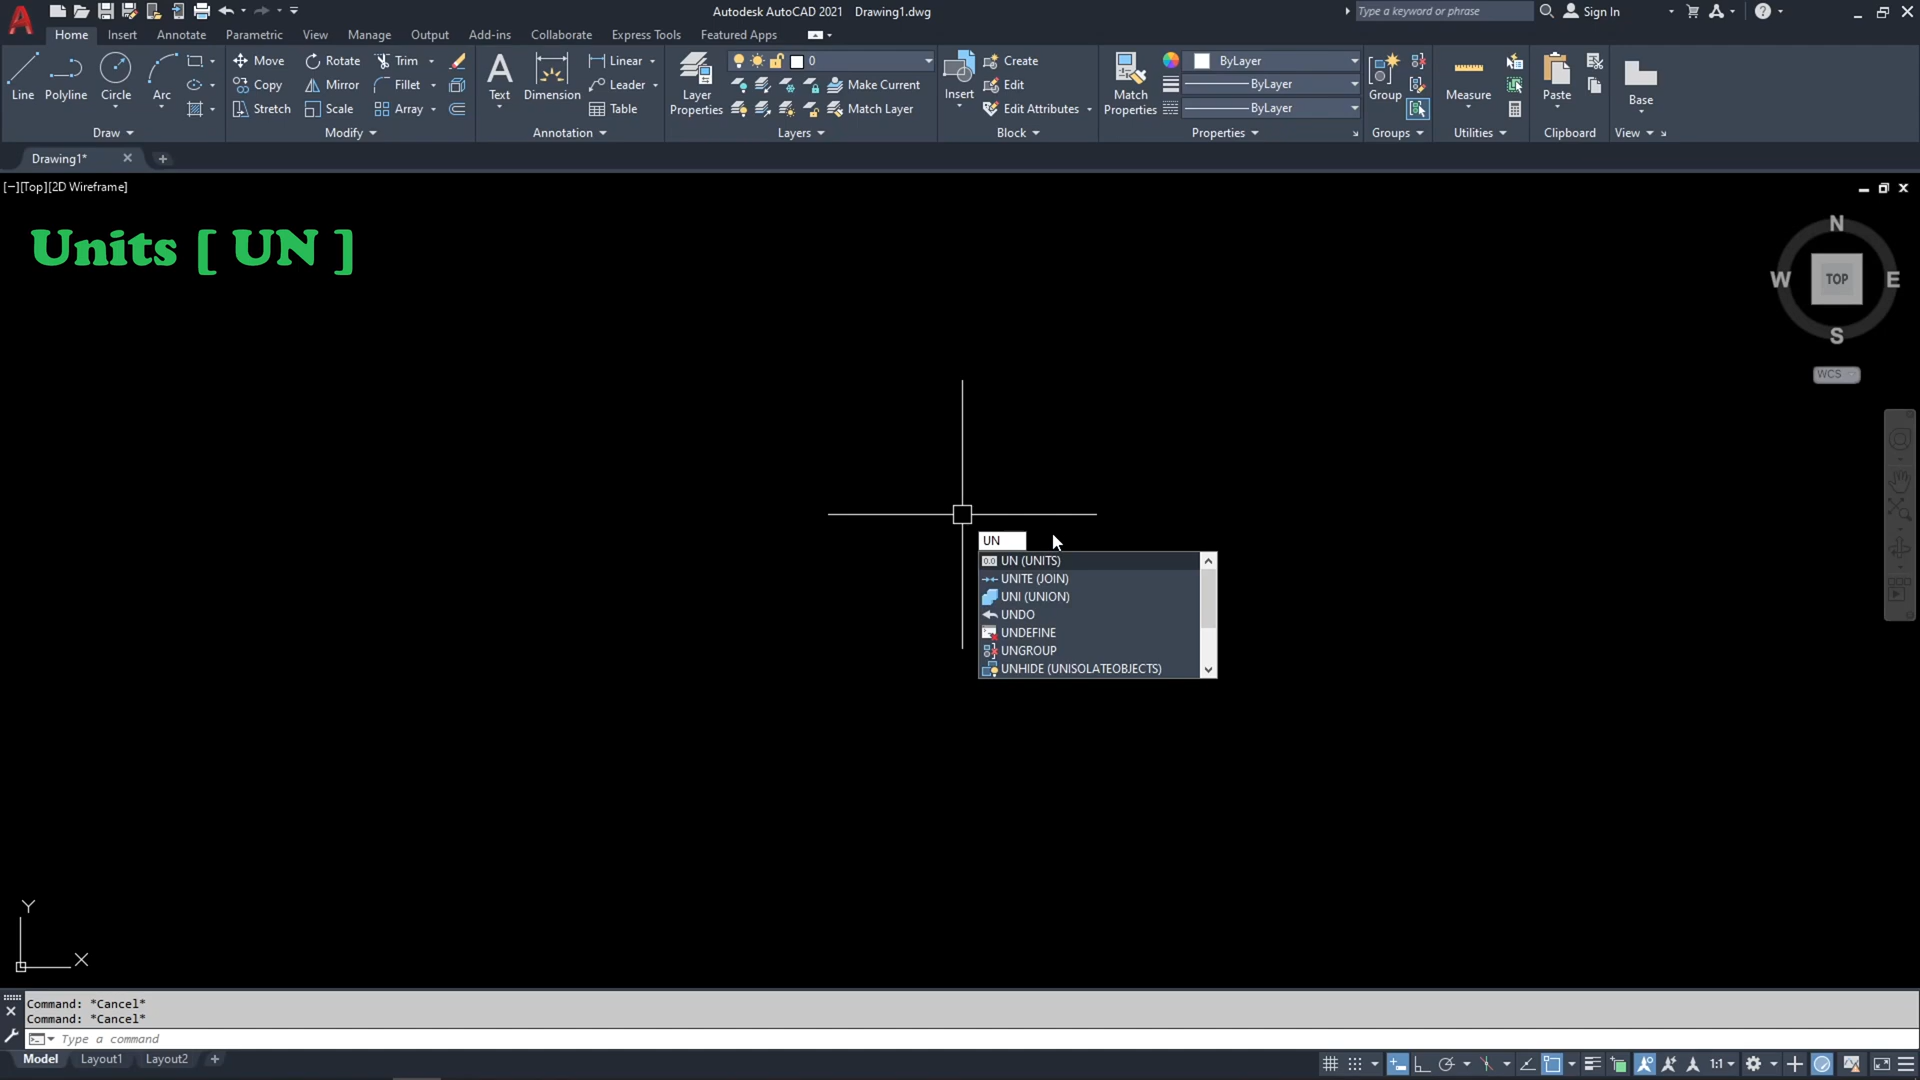 Autodesk AutoCAD 2021 Drawing1.dwg
Type a keyword or phrase
Sign In
Home Insert Annotate Parametric View Manage Output Add-ins Collaborate Express Tools Featured Apps
Line
Polyline
Circle
Arc
Draw
Move
Rotate
Trim
Copy
Mirror
Fillet
Stretch
Scale
Array
Modify
Text
Dimension
Linear
Leader
Table
Annotation
Layer
Properties
0
Make Current
Match Layer
Layers
Insert
Create
Edit
Edit Attributes
Block
Match
Properties
ByLayer
ByLayer
ByLayer
Properties
Group
Groups
Measure
Utilities
Paste
Clipboard
Base
View
Drawing1*
[−][Top][2D Wireframe]
Units [ UN ]
N
W
TOP
E
S
WCS
UN
UN (UNITS)
UNITE (JOIN)
UNI (UNION)
UNDO
UNDEFINE
UNGROUP
UNHIDE (UNISOLATEOBJECTS)
Y
X
Command: *Cancel*
Command: *Cancel*
Type a command
Model Layout1 Layout2
1:1